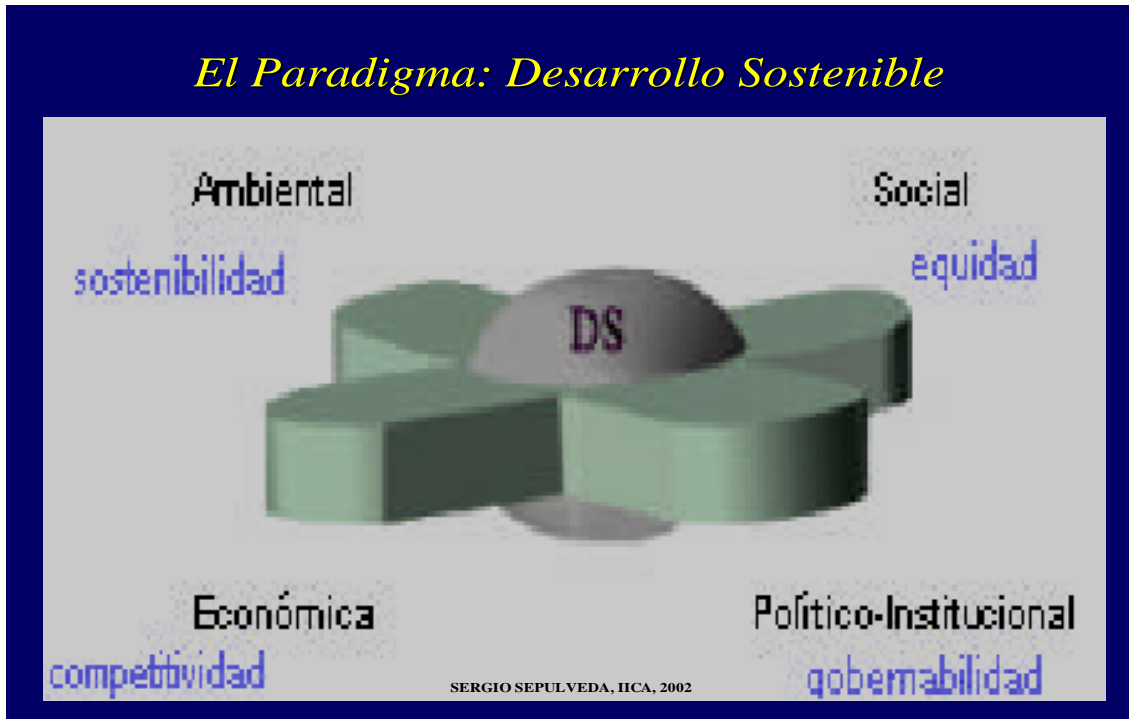 El Paradigma: Desarrollo Sostenible
Ambiental
sostenibilidad
Social
equidad
DS
Económica
competitividad
Político-Institucional
gobernabilidad
SERGIO SEPULVEDA, IICA, 2002